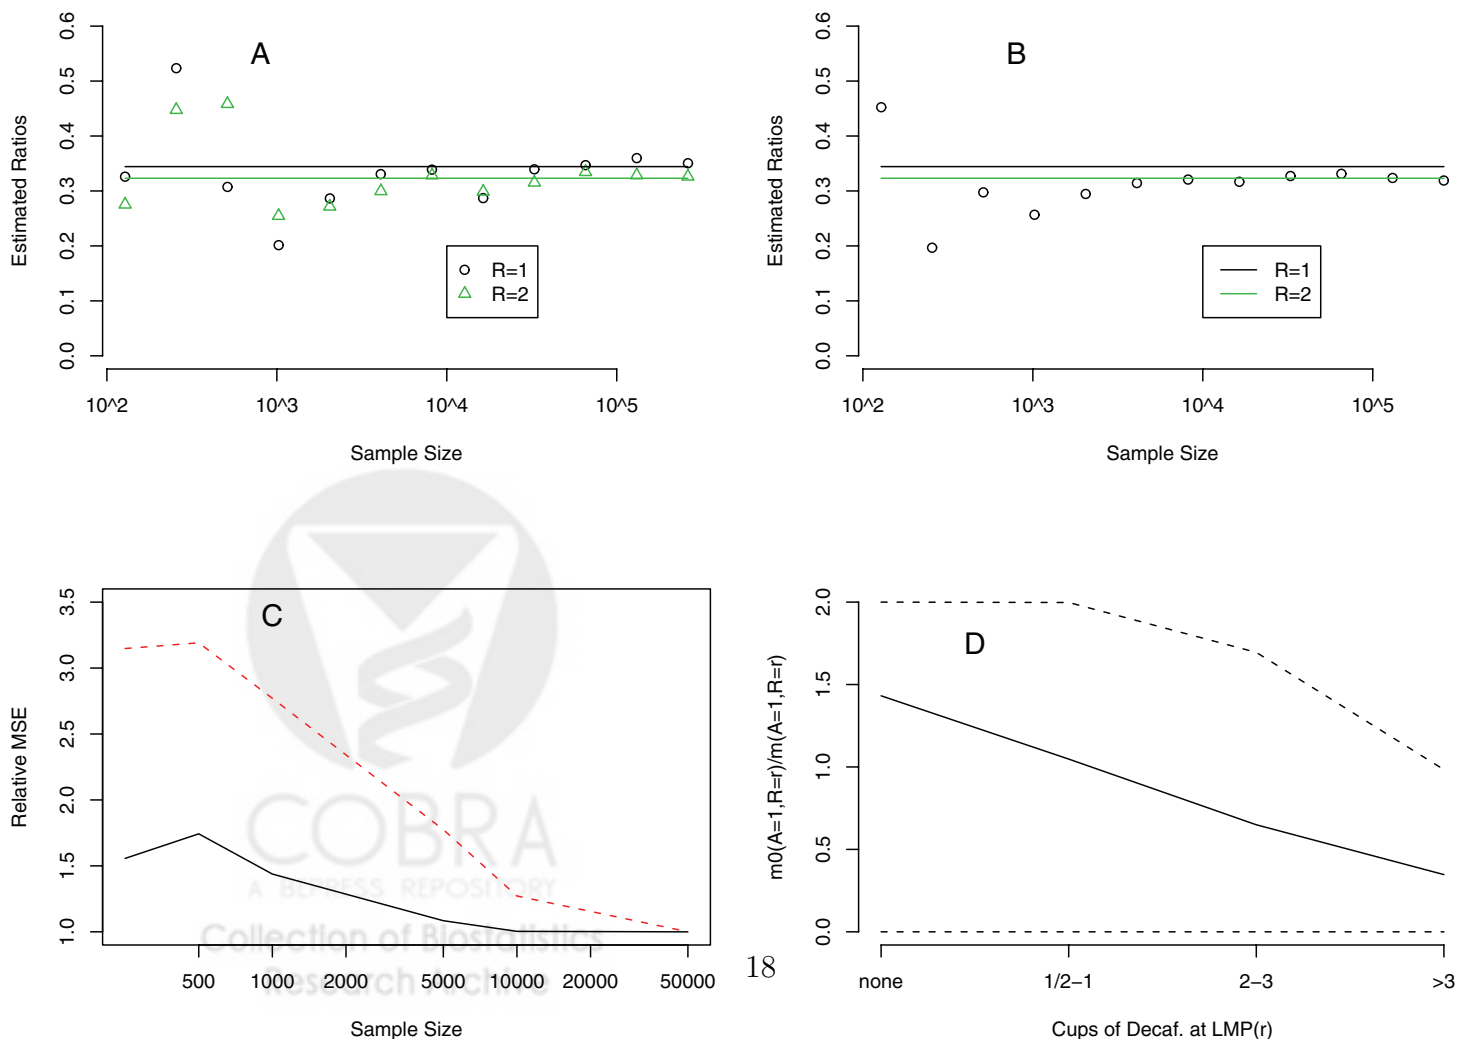 A
Estimated Ratios
0.0 0.1 0.2 0.3 0.4 0.5 0.6
R=1
R=2
10^2 10^3 10^4 10^5
Sample Size
B
Estimated Ratios
0.0 0.1 0.2 0.3 0.4 0.5 0.6
R=1
R=2
10^2 10^3 10^4 10^5
Sample Size
C
Relative MSE
1.0 1.5 2.0 2.5 3.0 3.5
500 1000 2000 5000 10000 20000 50000
Sample Size
COBRA
A BEPRESS REPOSITORY
Collection of Biostatistics
Research Archive
18
D
m0(A=1,R=r)/m(A=1,R=r)
0.0 0.5 1.0 1.5 2.0
none 1/2−1 2−3 >3
Cups of Decaf. at LMP(r)